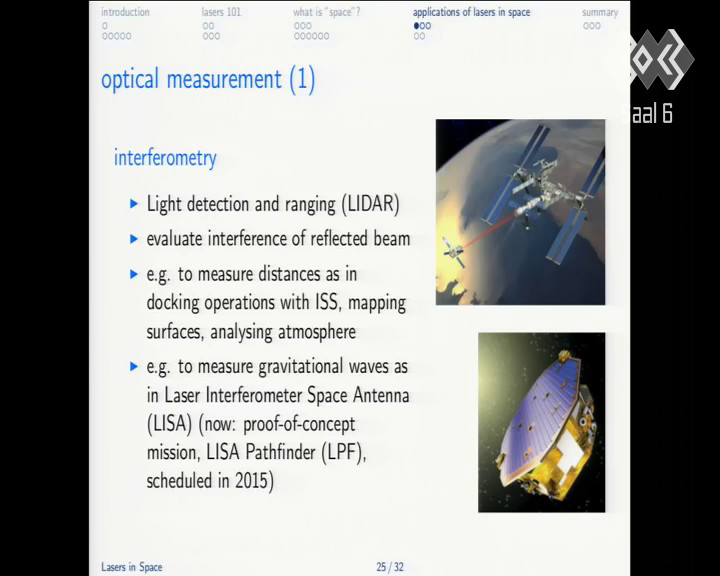 introduction
lasers 101
what is "space"?
applications of lasers in space
summary
optical measurement (1)
saal 6
interferometry
Light detection and ranging (LIDAR)
evaluate interference of reflected beam
e.g. to measure distances as in
docking operations with ISS, mapping
surfaces, analysing atmosphere
e.g. to measure gravitational waves as
in Laser Interferometer Space Antenna
(LISA) (now: proof-of-concept
mission, LISA Pathfinder (LPF),
scheduled in 2015)
Lasers in Space
25 / 32